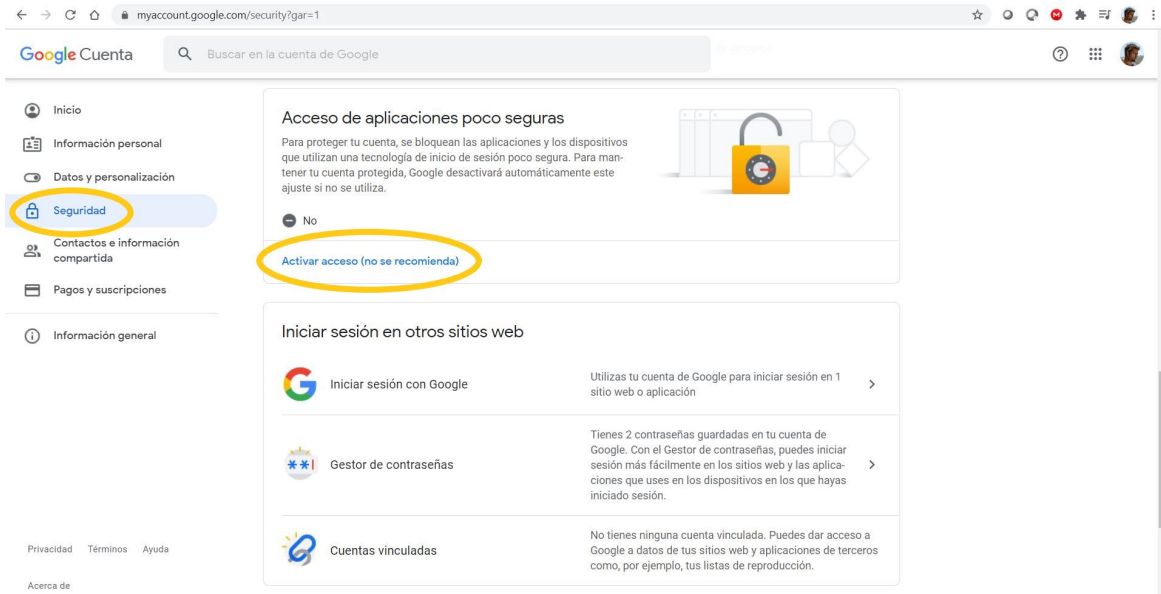 myaccount.google.com/security?gar=1
Google Cuenta
Buscar en la cuenta de Google
Inicio
Información personal
Datos y personalización
Seguridad
Contactos e información
compartida
Pagos y suscripciones
Información general
Privacidad Términos Ayuda
Acerca de
Acceso de aplicaciones poco seguras
Para proteger tu cuenta, se bloquean las aplicaciones y los dispositivos
que utilizan una tecnología de inicio de sesión poco segura. Para man-
tener tu cuenta protegida, Google desactivará automáticamente este
ajuste si no se utiliza.
No
Activar acceso (no se recomienda)
Iniciar sesión en otros sitios web
Iniciar sesión con Google
Utilizas tu cuenta de Google para iniciar sesión en 1
sitio web o aplicación
Gestor de contraseñas
Tienes 2 contraseñas guardadas en tu cuenta de
Google. Con el Gestor de contraseñas, puedes iniciar
sesión más fácilmente en los sitios web y las aplica-
ciones que uses en los dispositivos en los que hayas
iniciado sesión.
Cuentas vinculadas
No tienes ninguna cuenta vinculada. Puedes dar acceso a
Google a datos de tus sitios web y aplicaciones de terceros
como, por ejemplo, tus listas de reproducción.